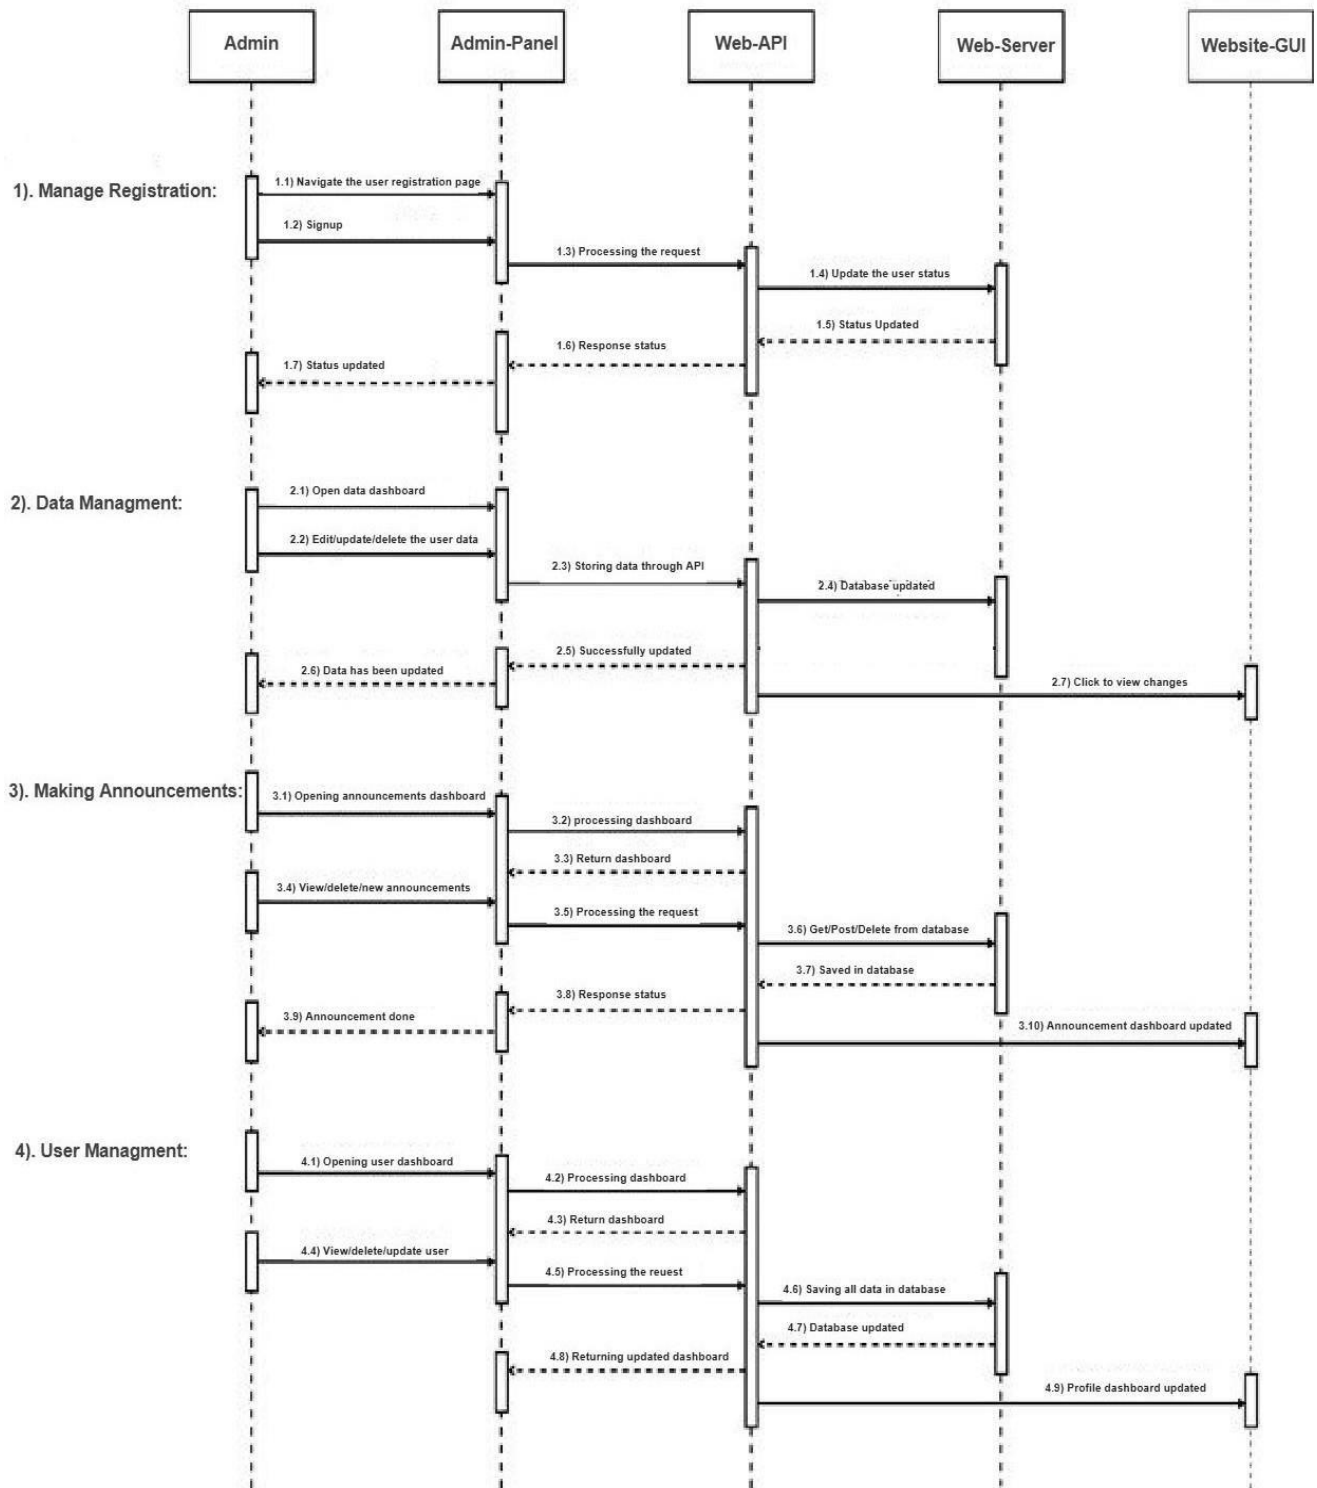 Admin
Admin-Panel
Web-API
Web-Server
Website-GUI
1). Manage Registration:
1.1) Navigate the user registration page
1.2) Signup
1.3) Processing the request
1.4) Update the user status
1.5) Status Updated
1.6) Response status
1.7) Status updated
2). Data Managment:
2.1) Open data dashboard
2.2) Edit/update/delete the user data
2.3) Storing data through API
2.4) Database updated
2.5) Successfully updated
2.6) Data has been updated
2.7) Click to view changes
3). Making Announcements:
3.1) Opening announcements dashboard
3.2) processing dashboard
3.3) Return dashboard
3.4) View/delete/new announcements
3.5) Processing the request
3.6) Get/Post/Delete from database
3.7) Saved in database
3.8) Response status
3.9) Announcement done
3.10) Announcement dashboard updated
4). User Managment:
4.1) Opening user dashboard
4.2) Processing dashboard
4.3) Return dashboard
4.4) View/delete/update user
4.5) Processing the reuest
4.6) Saving all data in database
4.7) Database updated
4.8) Returning updated dashboard
4.9) Profile dashboard updated